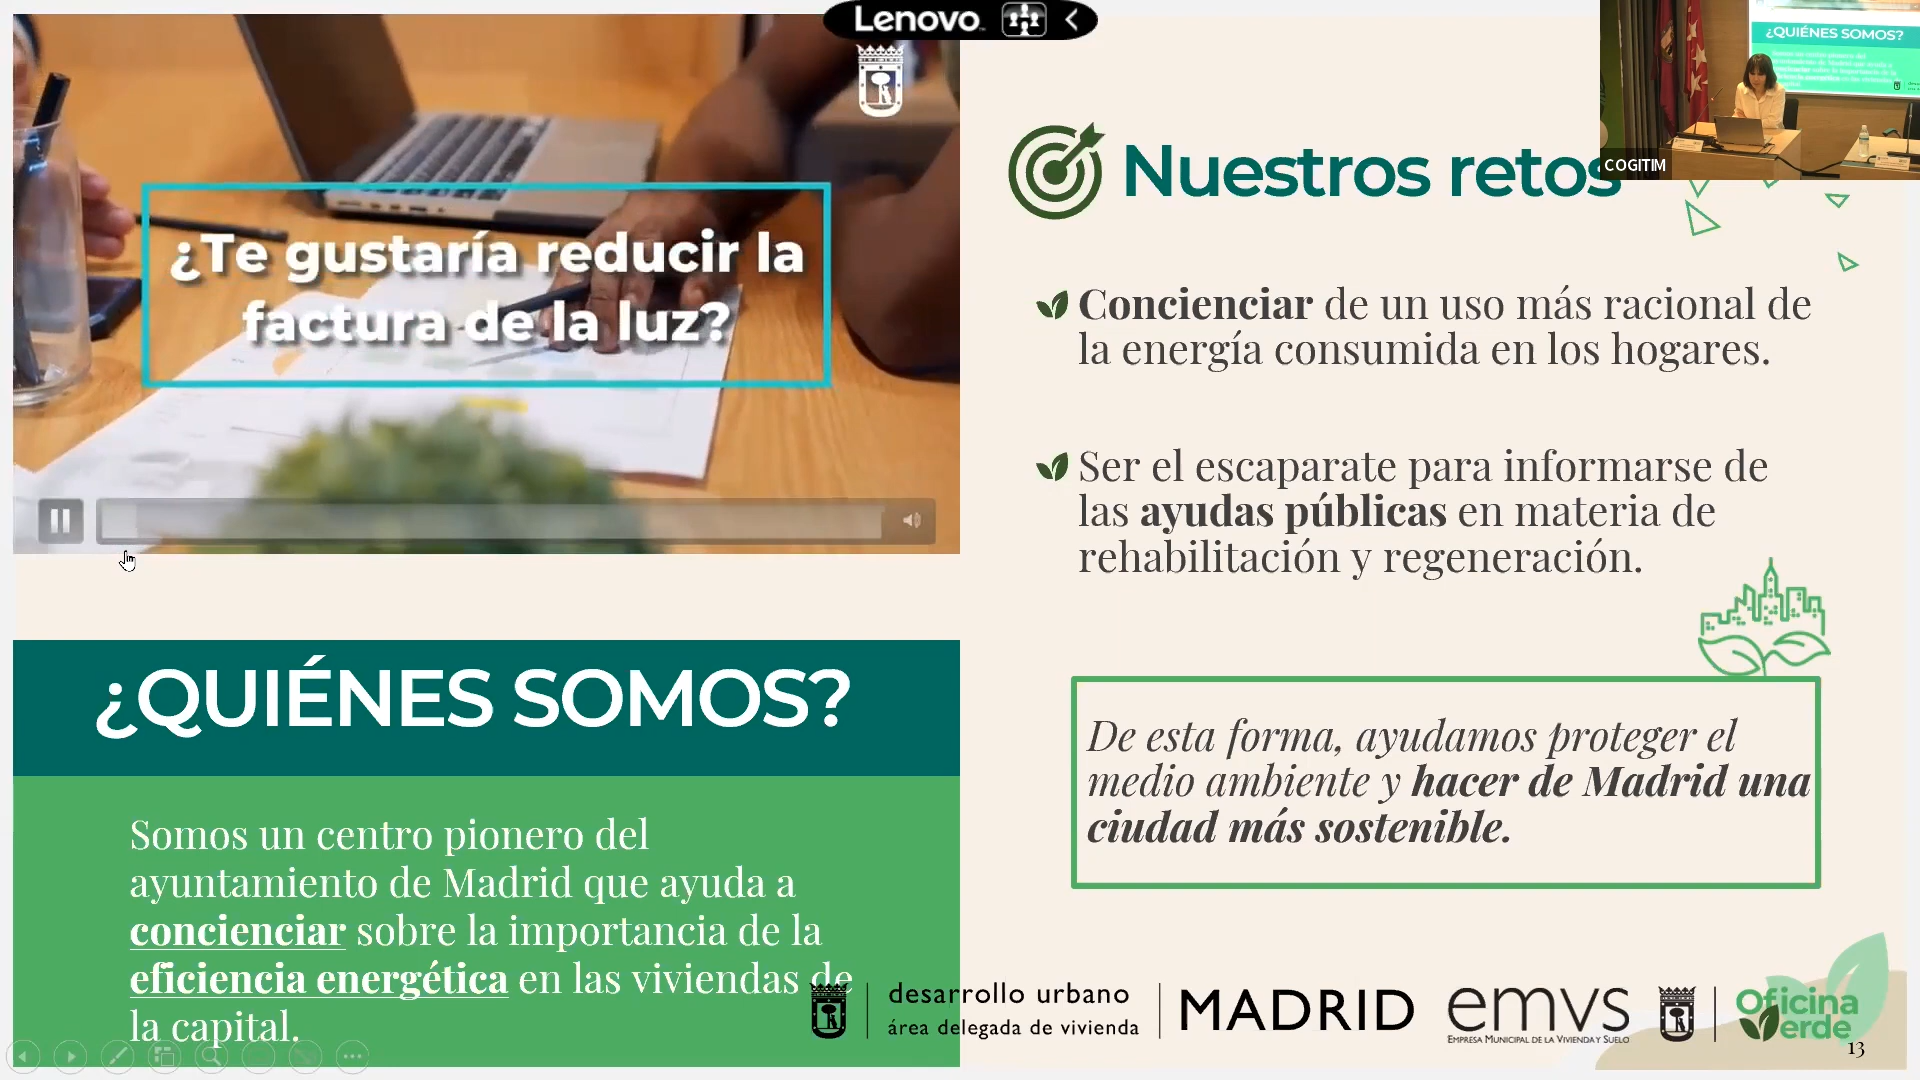 Lenovo
¿QUIÉNES SOMOS?
COGITIM
¿Te gustaría reducir la
factura de la luz?
Nuestros retos
Concienciar de un uso más racional de
la energía consumida en los hogares.
Ser el escaparate para informarse de
las ayudas públicas en materia de
rehabilitación y regeneración.
De esta forma, ayudamos proteger el
medio ambiente y hacer de Madrid una
ciudad más sostenible.
¿QUIÉNES SOMOS?
Somos un centro pionero del
ayuntamiento de Madrid que ayuda a
concienciar sobre la importancia de la
eficiencia energética en las viviendas de
la capital.
desarrollo urbano
área delegada de vivienda
MADRID
emvs
EMPRESA MUNICIPAL DE LA VIVIENDA Y SUELO
Oficina
Verde
13